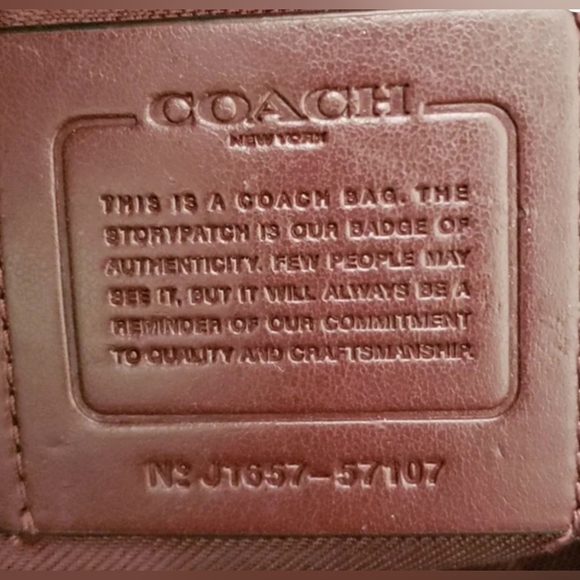 COACH
NEW YORK
THIS IS A COACH BAG. THE
STORYPATCH IS OUR BADGE OF
AUTHENTICITY. FEW PEOPLE MAY
SEE IT, BUT IT WILL ALWAYS BE A
REMINDER OF OUR COMMITMENT
TO QUALITY AND CRAFTSMANSHIP.
Nº J1657-57107